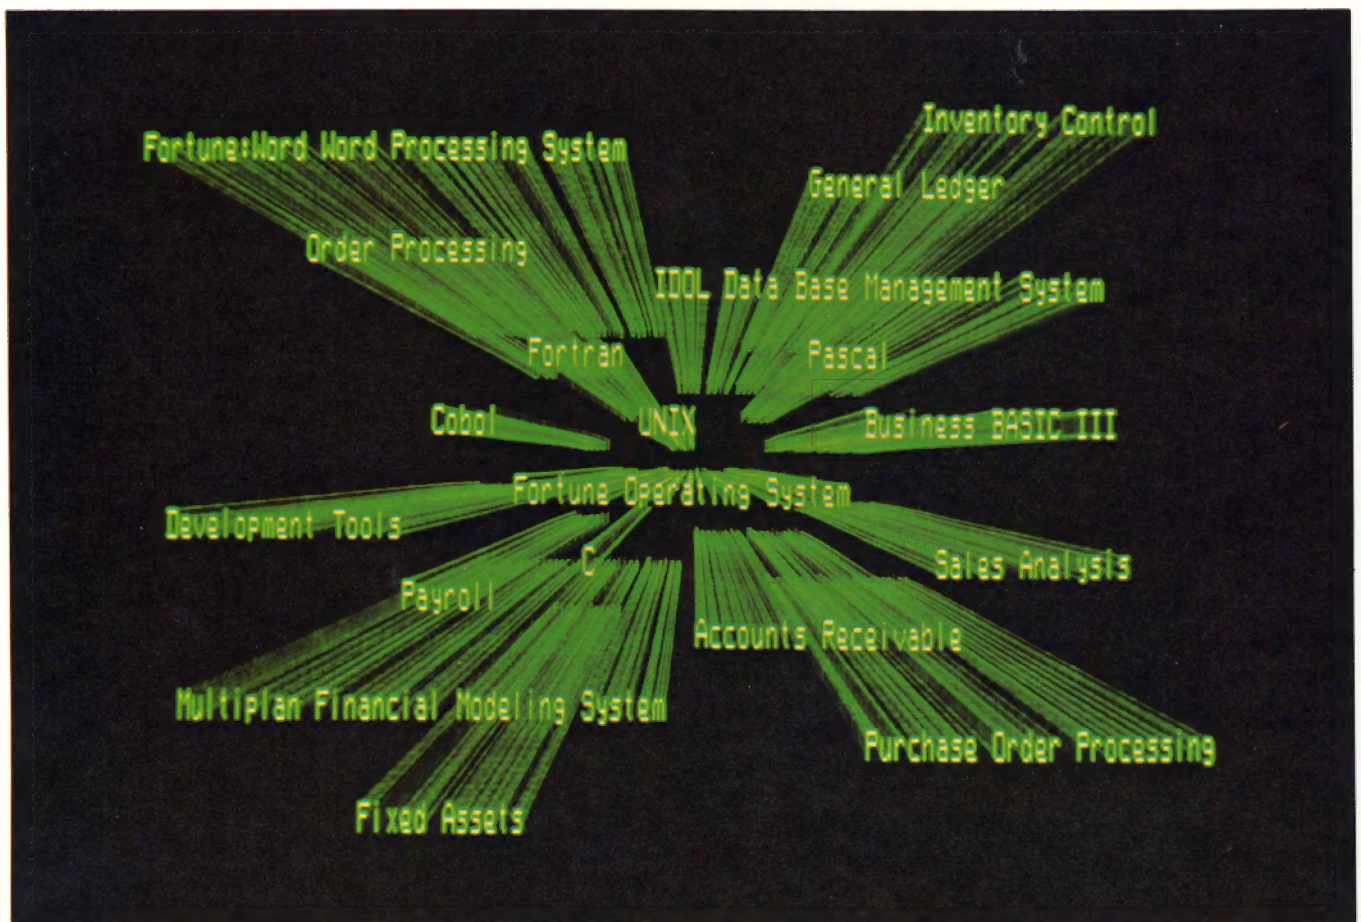 Inventory Control
Fortune:Word Word Processing System
General Ledger
Order Processing
IDOL Data Base Management System
Fortran
Pascal
Cobol
UNIX
Business BASIC III
Fortune Operating System
Development Tools
C
Sales Analysis
Payroll
Accounts Receivable
Multiplan Financial Modeling System
Purchase Order Processing
Fixed Assets